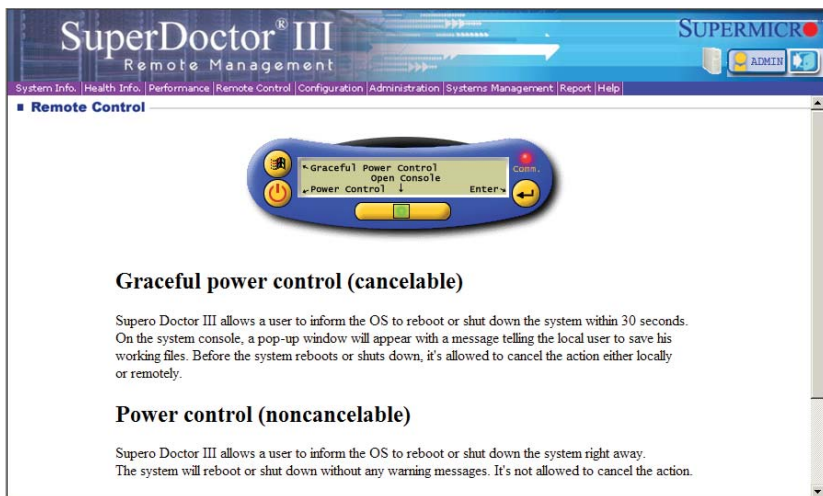 SuperDoctor® III
Remote Management
SUPERMICR
ADMIN
System Info. Health Info. Performance Remote Control Configuration Administration Systems Management Report Help
Remote Control
Graceful Power Control
Open Console
Power Control ↓ Enter
Comm.
Graceful power control (cancelable)
Supero Doctor III allows a user to inform the OS to reboot or shut down the system within 30 seconds.
On the system console, a pop-up window will appear with a message telling the local user to save his
working files. Before the system reboots or shuts down, it's allowed to cancel the action either locally
or remotely.
Power control (noncancelable)
Supero Doctor III allows a user to inform the OS to reboot or shut down the system right away.
The system will reboot or shut down without any warning messages. It's not allowed to cancel the action.